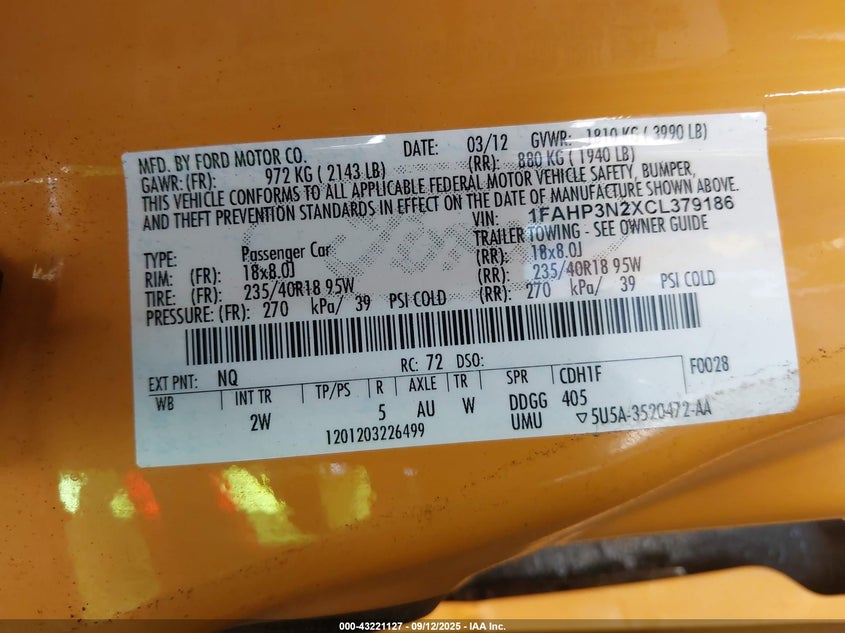 MFD. BY FORD MOTOR CO. DATE: 03/12 GVWR: 1810 KG ( 3990 LB)
GAWR: (FR): 972 KG ( 2143 LB) (RR): 880 KG ( 1940 LB)
THIS VEHICLE CONFORMS TO ALL APPLICABLE FEDERAL MOTOR VEHICLE SAFETY, BUMPER,
AND THEFT PREVENTION STANDARDS IN EFFECT ON THE DATE OF MANUFACTURE SHOWN ABOVE.
VIN: 1FAHP3N2XCL379186
TYPE: Passenger Car TRAILER TOWING - SEE OWNER GUIDE
RIM: (FR): 18x8.0J (RR): 18x8.0J
TIRE: (FR): 235/40R18 95W (RR): 235/40R18 95W
PRESSURE: (FR): 270 kPa/ 39 PSI COLD (RR): 270 kPa/ 39 PSI COLD
RC: 72 DSO:
EXT PNT: NQ CDH1F F0028
WB INT TR TP/PS R AXLE TR SPR
2W 5 AU W DDGG 405
1201203226499 UMU ▽5U5A-3520472-AA
000-43221127 - 09/12/2025 - IAA Inc.